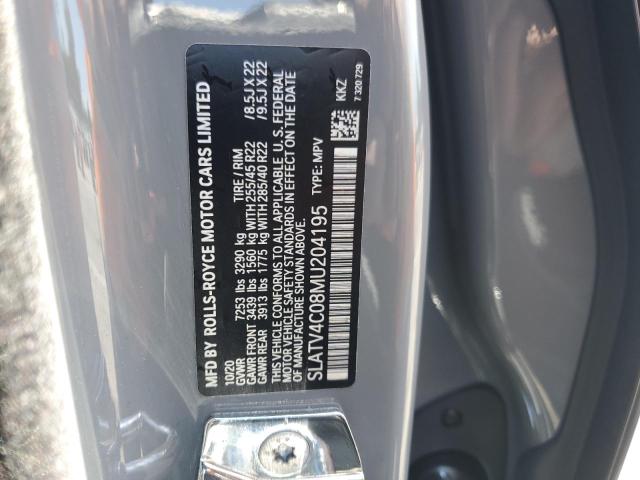 MFD BY ROLLS-ROYCE MOTOR CARS LIMITED
10/20
GVWR 7253 lbs 3290 kg TIRE / RIM
GAWR FRONT 3439 lbs 1560 kg WITH 255/45 R22 /8.5J X 22
GAWR REAR 3913 lbs 1775 kg WITH 285/40 R22 /9.5J X 22
THIS VEHICLE CONFORMS TO ALL APPLICABLE U.S. FEDERAL
MOTOR VEHICLE SAFETY STANDARDS IN EFFECT ON THE DATE
OF MANUFACTURE SHOWN ABOVE.
SLATV4C08MU204195 TYPE: MPV
KKZ
7 320 729